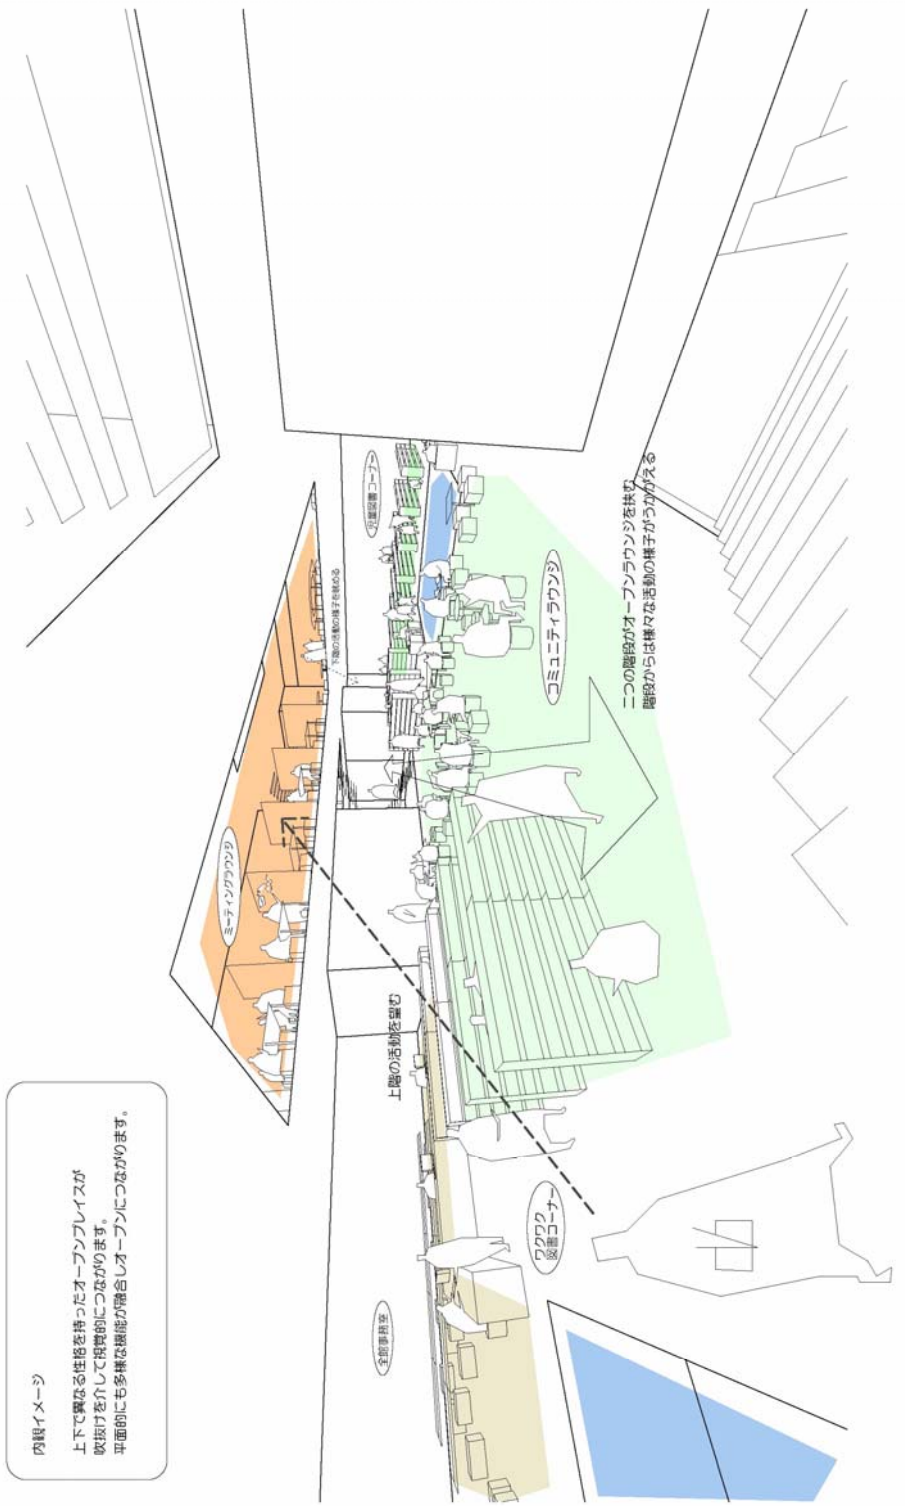 内観イメージ
上下で異なる性格を持ったオープンプレイスが
吹抜けを介して視覚的につながります。
平面的にも多様な機能が融合しオープンにつながります。
ミーティングラウンジ
下階の活動の様子を眺める
児童図書コーナー
上階の活動を望む
全館事務室
コミュニティラウンジ
ワクワク
図書コーナー
二つの階段がオープンラウンジを挟む
階段からは様々な活動の様子がうかがえる